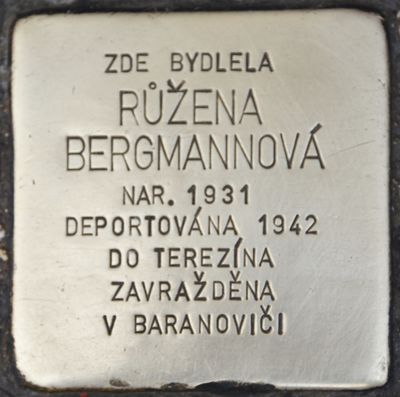 ZDE BYDLELA
RŮŽENA
BERGMANNOVÁ
NAR. 1931
DEPORTOVÁNA 1942
DO TEREZÍNA
ZAVRAŽDĚNA
V BARANOVIČI